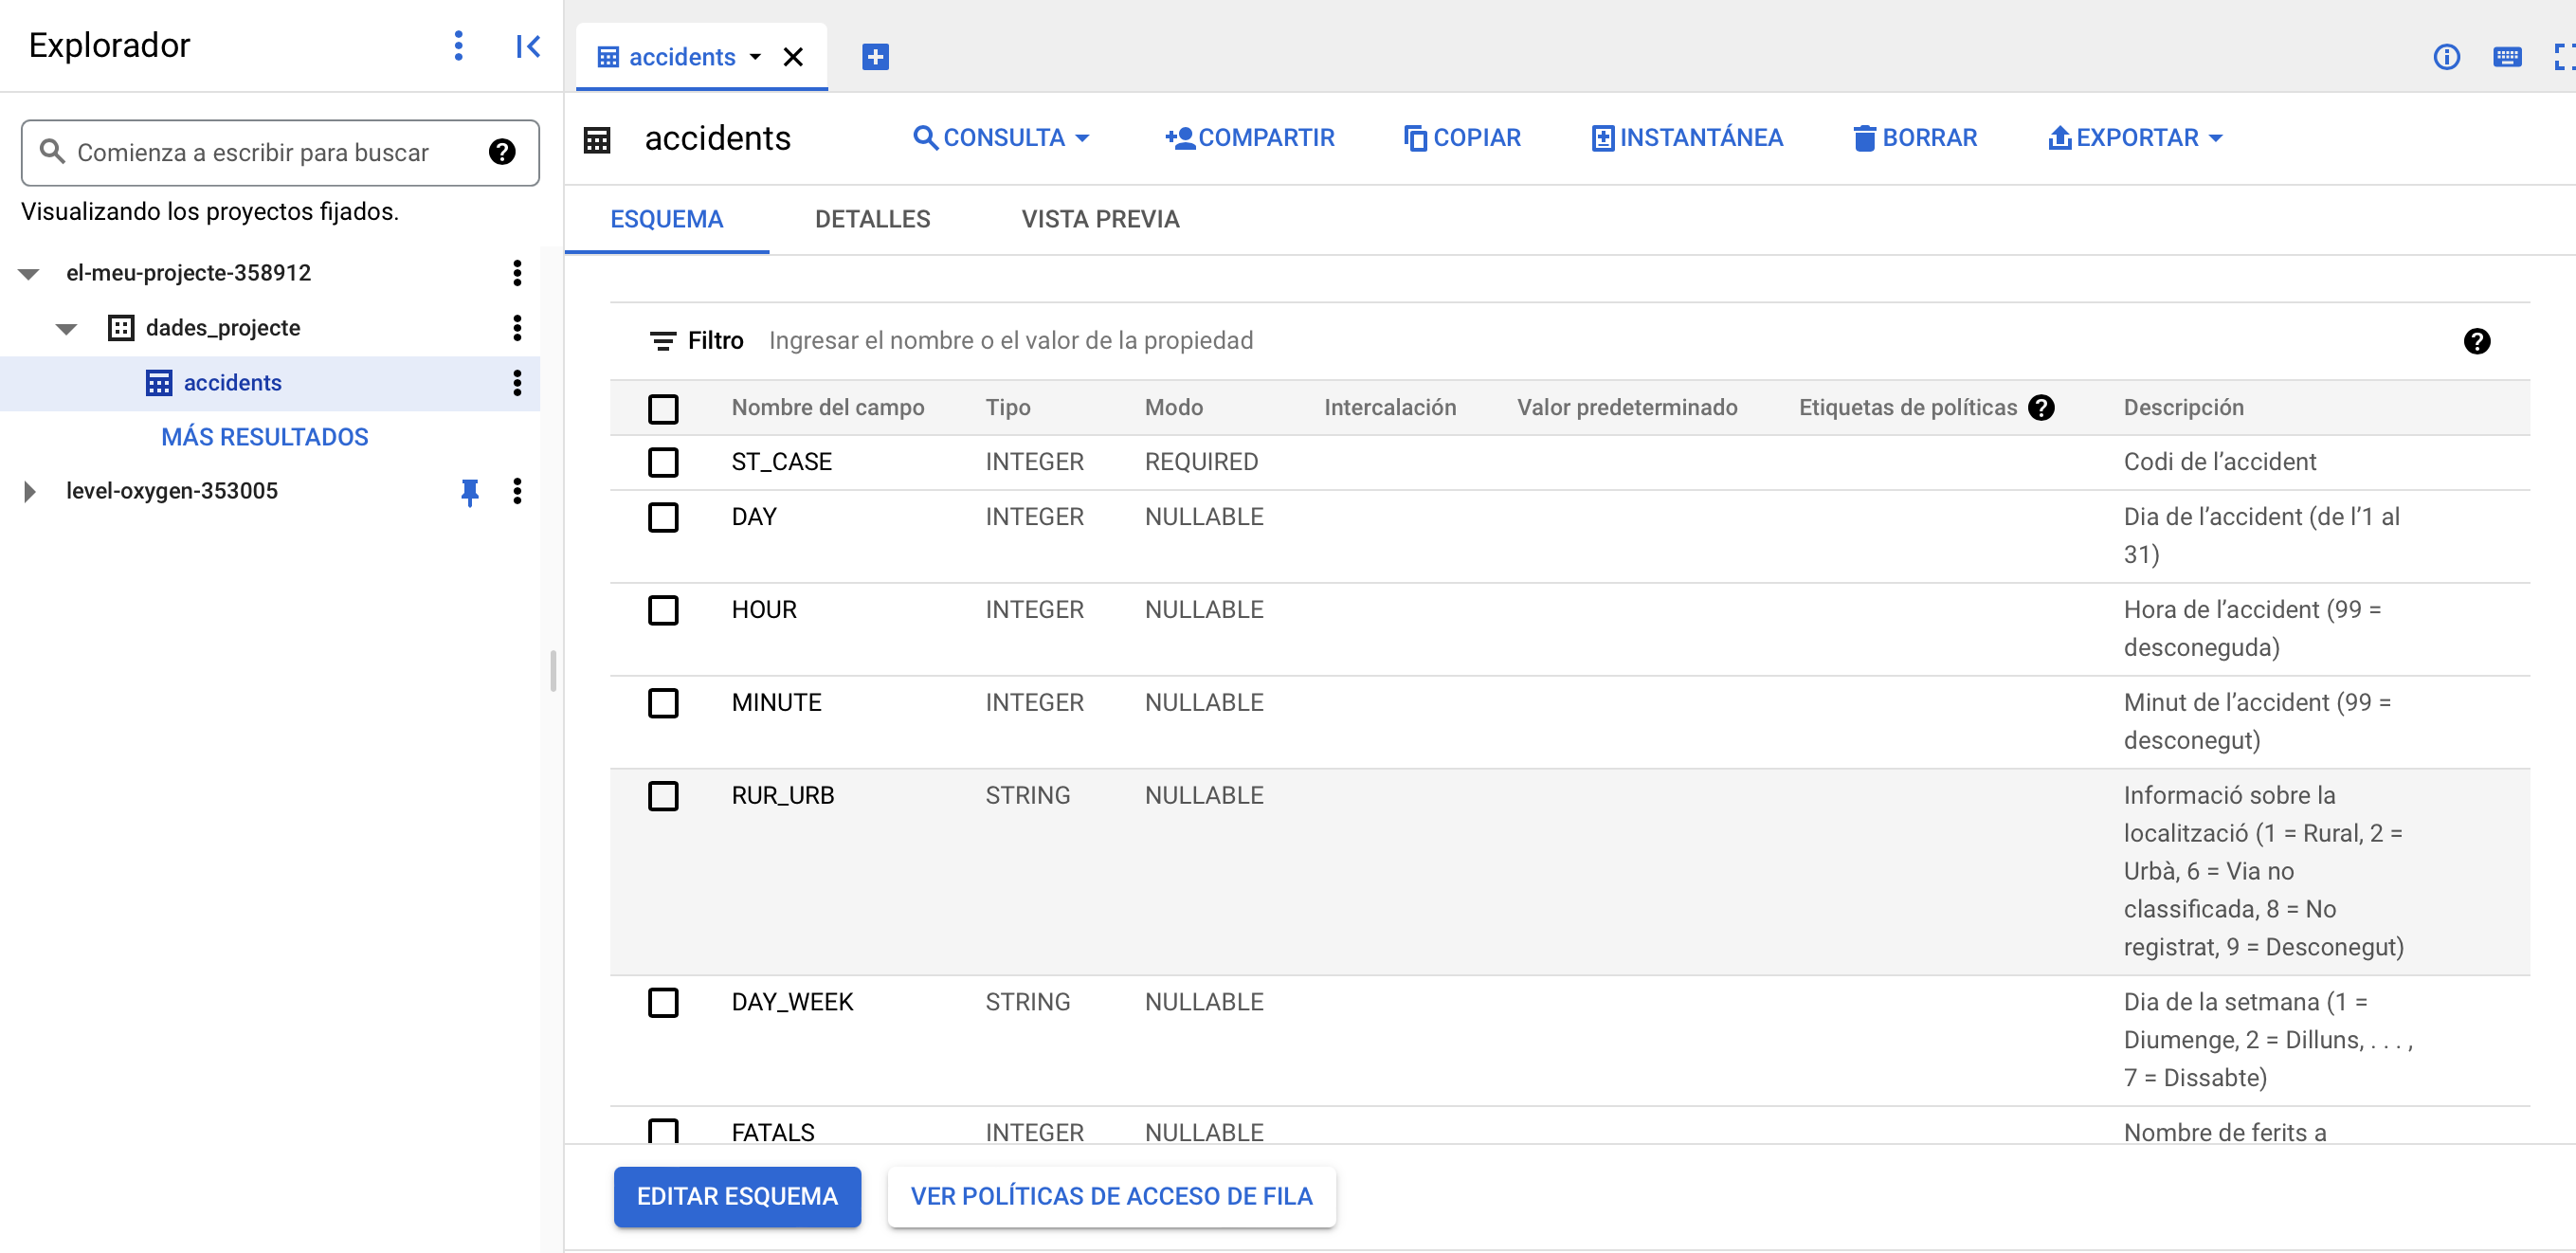 Explorador
Comienza a escribir para buscar
Visualizando los proyectos fijados.
el-meu-projecte-358912
dades_projecte
accidents
MÁS RESULTADOS
level-oxygen-353005
accidents
accidents
CONSULTA
COMPARTIR
COPIAR
INSTANTÁNEA
BORRAR
EXPORTAR
ESQUEMA
DETALLES
VISTA PREVIA
Filtro Ingresar el nombre o el valor de la propiedad
Nombre del campo Tipo Modo Intercalación Valor predeterminado Etiquetas de políticas Descripción
ST_CASE INTEGER REQUIRED Codi de l’accident
DAY INTEGER NULLABLE Dia de l’accident (de l’1 al
31)
HOUR INTEGER NULLABLE Hora de l’accident (99 =
desconeguda)
MINUTE INTEGER NULLABLE Minut de l’accident (99 =
desconegut)
RUR_URB STRING NULLABLE Informació sobre la
localització (1 = Rural, 2 =
Urbà, 6 = Via no
classificada, 8 = No
registrat, 9 = Desconegut)
DAY_WEEK STRING NULLABLE Dia de la setmana (1 =
Diumenge, 2 = Dilluns, . . . ,
7 = Dissabte)
FATALS INTEGER NULLABLE Nombre de ferits a
EDITAR ESQUEMA
VER POLÍTICAS DE ACCESO DE FILA